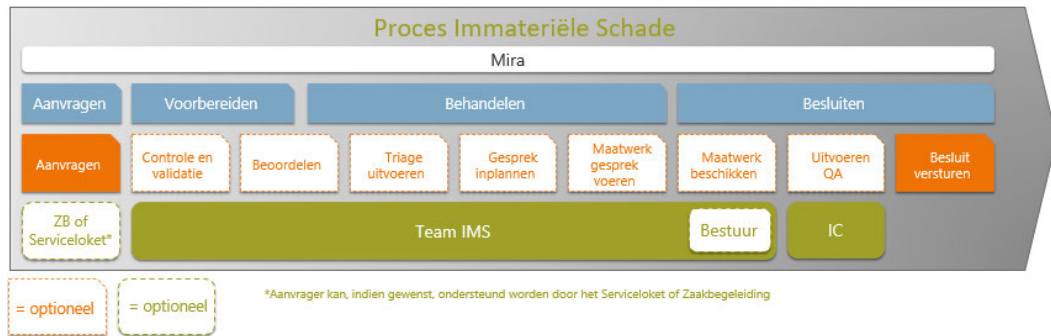 Proces Immateriële Schade
Mira
Aanvragen
Voorbereiden
Behandelen
Besluiten
Aanvragen
Controle en
validatie
Beoordelen
Triage
uitvoeren
Gesprek
inplannen
Maatwerk
gesprek
voeren
Maatwerk
beschikken
Uitvoeren
QA
Besluit
versturen
ZB of
Serviceloket*
Team IMS
Bestuur
IC
= optioneel
= optioneel
*Aanvrager kan, indien gewenst, ondersteund worden door het Serviceloket of Zaakbegeleiding